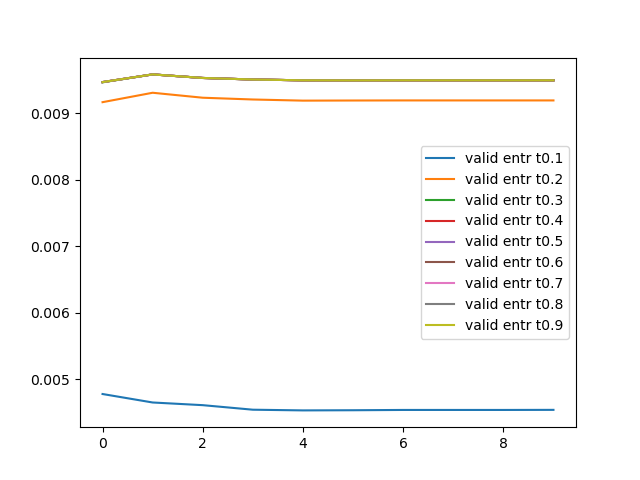 0.009
0.008
0.007
0.006
0.005
valid entr t0.1
valid entr t0.2
valid entr t0.3
valid entr t0.4
valid entr t0.5
valid entr t0.6
valid entr t0.7
valid entr t0.8
valid entr t0.9
0 2 4 6 8